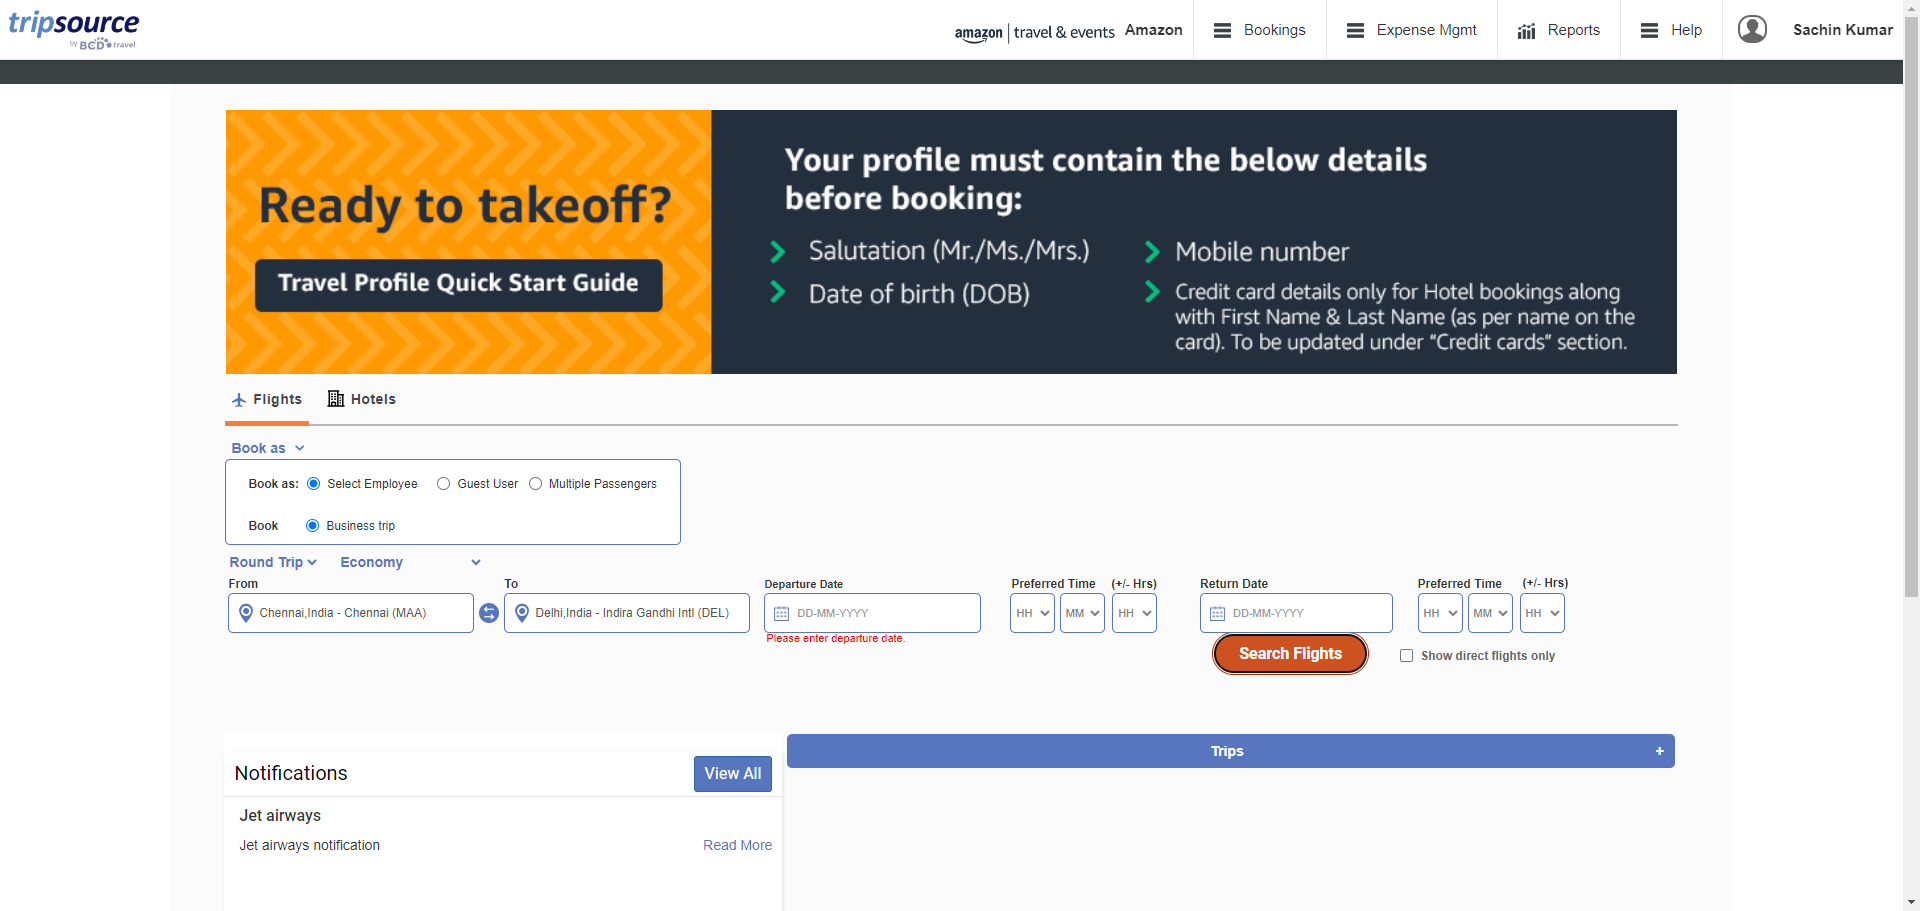 tripsource
by BCD travel
amazon | travel & events Amazon
Bookings
Expense Mgmt
Reports
Help
Sachin Kumar
Ready to takeoff?
Travel Profile Quick Start Guide
Your profile must contain the below details
before booking:
Salutation (Mr./Ms./Mrs.)
Date of birth (DOB)
Mobile number
Credit card details only for Hotel bookings along
with First Name & Last Name (as per name on the
card). To be updated under “Credit cards” section.
Flights
Hotels
Book as
Book as: Select Employee Guest User Multiple Passengers
Book Business trip
Round Trip Economy
From
Chennai,India - Chennai (MAA)
To
Delhi,India - Indira Gandhi Intl (DEL)
Departure Date
DD-MM-YYYY
Please enter departure date.
Preferred Time (+/- Hrs)
HH MM HH
Return Date
DD-MM-YYYY
Preferred Time (+/- Hrs)
HH MM HH
Search Flights
Show direct flights only
Notifications
View All
Jet airways
Jet airways notification
Read More
Trips +